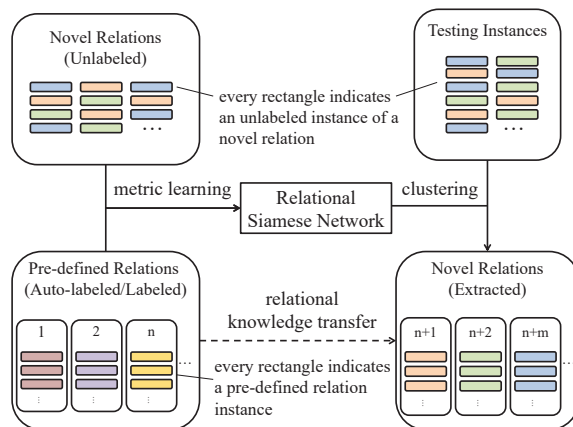 Novel Relations
(Unlabeled)
...
Testing Instances
...
every rectangle indicates
an unlabeled instance of a
novel relation
metric learning
Relational
Siamese Network
clustering
Pre-defined Relations
(Auto-labeled/Labeled)
1
2
n
...
...
...
...
relational
knowledge transfer
every rectangle indicates
a pre-defined relation
instance
Novel Relations
(Extracted)
n+1
n+2
n+m
...
...
...
...